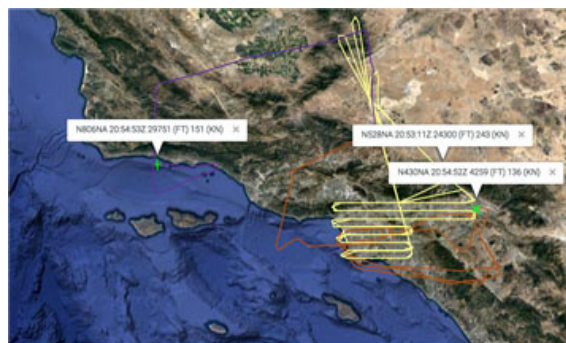 N806NA 20:54:53Z 29751 (FT) 151 (KN) ×
N528NA 20:53:11Z 24300 (FT) 243 (KN) ×
N430NA 20:54:52Z 4259 (FT) 136 (KN) ×